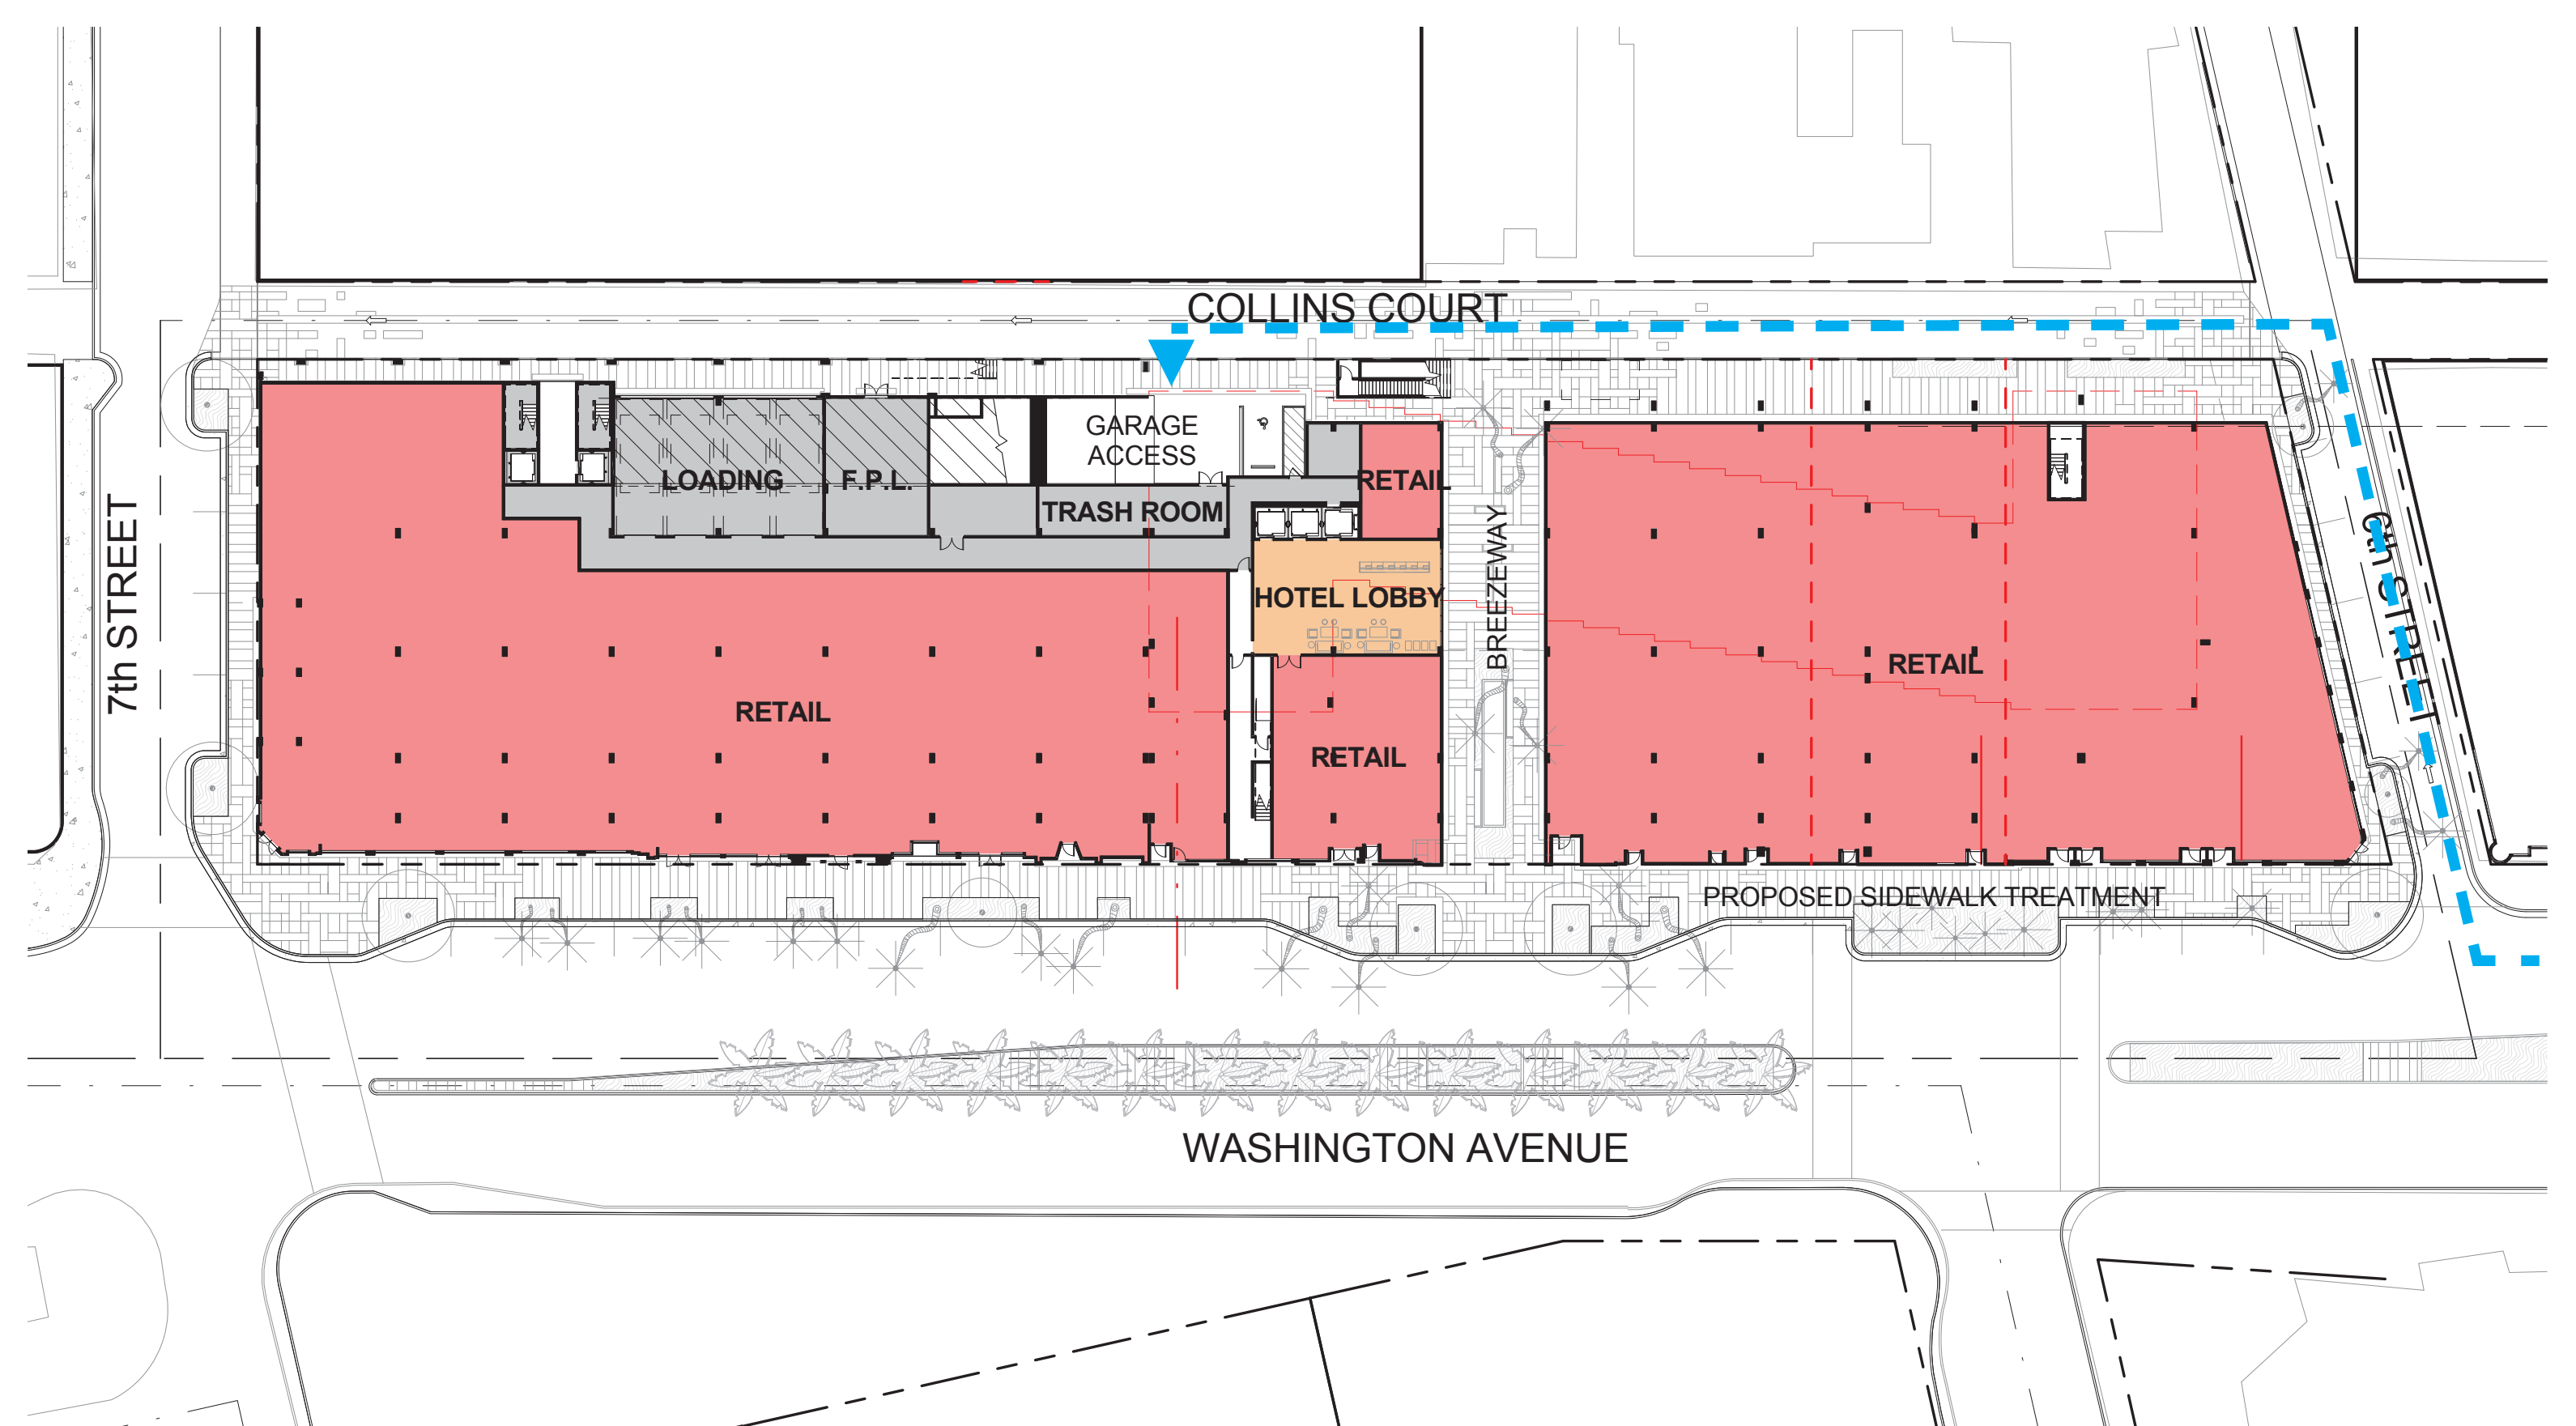 COLLINS COURT
GARAGE
ACCESS
LOADING
F.P.L.
RETAIL
TRASH ROOM
6th STREET
7th STREET
BREEZEWAY
HOTEL LOBBY
RETAIL
RETAIL
RETAIL
PROPOSED SIDEWALK TREATMENT
WASHINGTON AVENUE